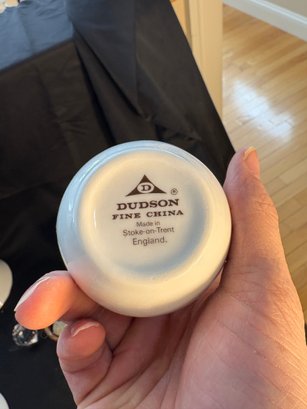 D
®
DUDSON
FINE CHINA
Made in
Stoke-on-Trent
England.